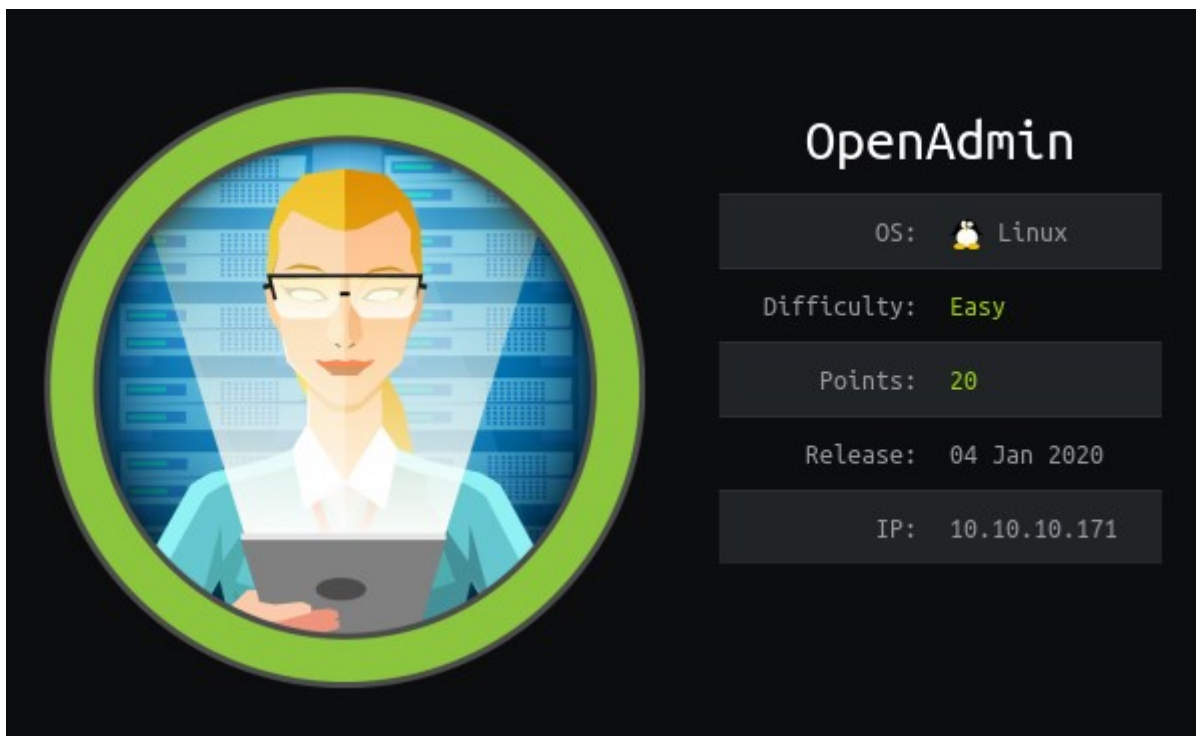 OpenAdmin
OS: Linux
Difficulty: Easy
Points: 20
Release: 04 Jan 2020
IP: 10.10.10.171